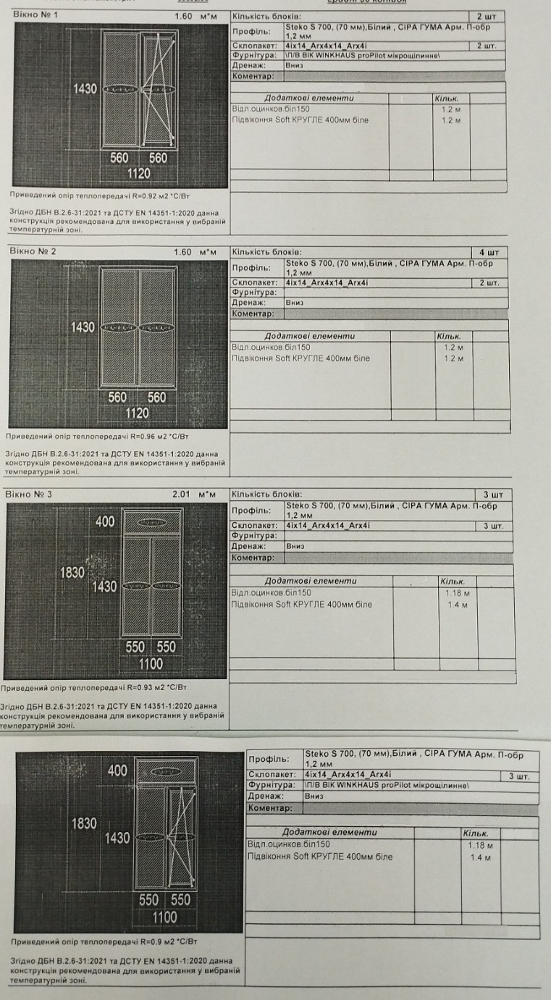 Вікно № 1 1.60 м*м
1430
560 560
1120
Приведений опір теплопередачі R=0.92 м2 *С/Вт
Згідно ДБН В.2.6-31:2021 та ДСТУ EN 14351-1:2020 данна
конструкція рекомендована для використання у вибраній
температурній зоні.
Кількість блоків: 2 шт
Профіль: Steko S 700, (70 мм),Білий , СІРА ГУМА Арм. П-обр
1,2 мм
Склопакет: 4іх14_Arx4x14_Arx4і 2 шт.
Фурнітура: \П/В ВІК WINKHAUS proPilot мікрощілинне\
Дренаж: Вниз
Коментар:
Додаткові елементи Кільк.
Відл.оцинков.біл150 1.2 м
Підвіконня Soft КРУГЛЕ 400мм біле 1.2 м
Вікно № 2 1.60 м*м
1430
560 560
1120
Приведений опір теплопередачі R=0.96 м2 *С/Вт
Згідно ДБН В.2.6-31:2021 та ДСТУ EN 14351-1:2020 данна
конструкція рекомендована для використання у вибраній
температурній зоні.
Кількість блоків: 4 шт
Профіль: Steko S 700, (70 мм),Білий , СІРА ГУМА Арм. П-обр
1,2 мм
Склопакет: 4іх14_Arx4x14_Arx4і 2 шт.
Фурнітура:
Дренаж: Вниз
Коментар:
Додаткові елементи Кільк.
Відл.оцинков.біл150 1.2 м
Підвіконня Soft КРУГЛЕ 400мм біле 1.2 м
Вікно № 3 2.01 м*м
400
1830
1430
550 550
1100
Приведений опір теплопередачі R=0.93 м2 *С/Вт
Згідно ДБН В.2.6-31:2021 та ДСТУ EN 14351-1:2020 данна
конструкція рекомендована для використання у вибраній
температурній зоні.
Кількість блоків: 3 шт
Профіль: Steko S 700, (70 мм),Білий , СІРА ГУМА Арм. П-обр
1,2 мм
Склопакет: 4іх14_Arx4x14_Arx4і 3 шт.
Фурнітура:
Дренаж: Вниз
Коментар:
Додаткові елементи Кільк.
Відл.оцинков.біл150 1.18 м
Підвіконня Soft КРУГЛЕ 400мм біле 1.4 м
400
1830
1430
550 550
1100
Приведений опір теплопередачі R=0.9 м2 *С/Вт
Згідно ДБН В.2.6-31:2021 та ДСТУ EN 14351-1:2020 данна
конструкція рекомендована для використання у вибраній
температурній зоні.
Профіль: Steko S 700, (70 мм),Білий , СІРА ГУМА Арм. П-обр
1,2 мм
Склопакет: 4іх14_Arx4x14_Arx4і 3 шт.
Фурнітура: \П/В ВІК WINKHAUS proPilot мікрощілинне\
Дренаж: Вниз
Коментар:
Додаткові елементи Кільк.
Відл.оцинков.біл150 1.18 м
Підвіконня Soft КРУГЛЕ 400мм біле 1.4 м